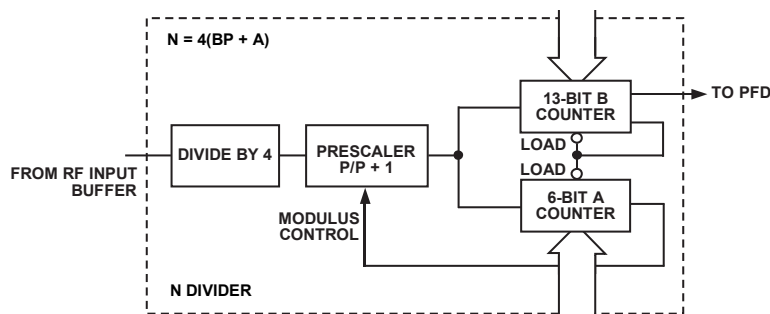 N = 4(BP + A)
13-BIT B
COUNTER
TO PFD
LOAD
LOAD
DIVIDE BY 4
PRESCALER
P/P + 1
FROM RF INPUT
BUFFER
6-BIT A
COUNTER
MODULUS
CONTROL
N DIVIDER